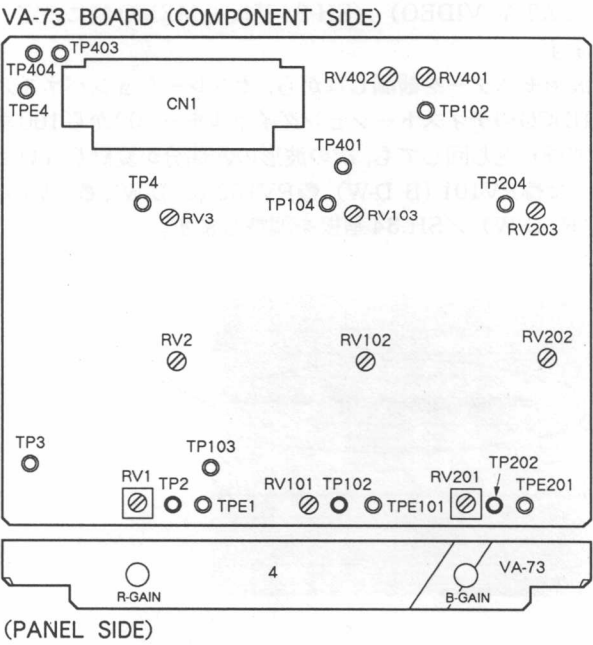 VA-73 BOARD (COMPONENT SIDE)
TP403
TP404
TPE4
CN1
RV402
RV401
TP102
TP401
TP4
RV3
TP104
RV103
TP204
RV203
RV2
RV102
RV202
TP3
TP103
RV1
TP2
TPE1
RV101
TP102
TPE101
RV201
TP202
TPE201
R-GAIN
4
B-GAIN
VA-73
(PANEL SIDE)